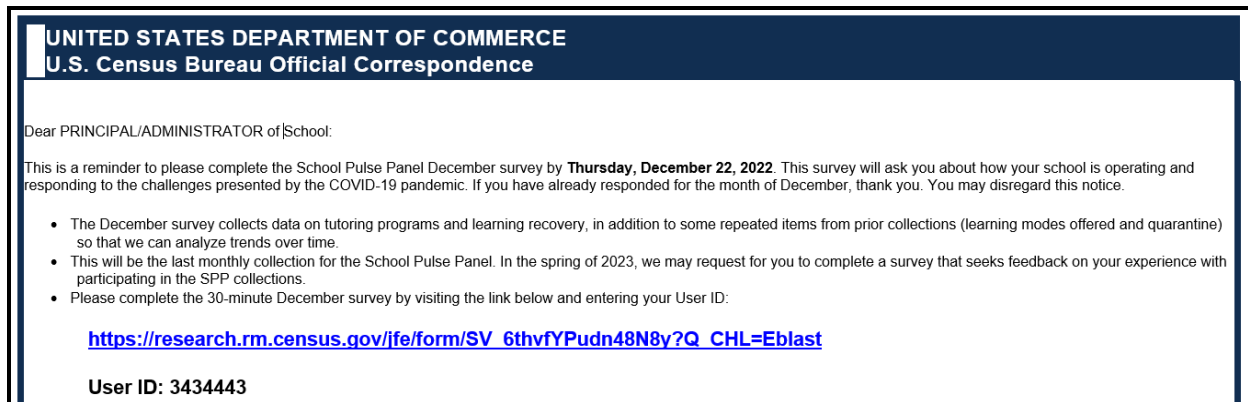 UNITED STATES DEPARTMENT OF COMMERCE
U.S. Census Bureau Official Correspondence
Dear PRINCIPAL/ADMINISTRATOR of School:
This is a reminder to please complete the School Pulse Panel December survey by Thursday, December 22, 2022. This survey will ask you about how your school is operating and
responding to the challenges presented by the COVID-19 pandemic. If you have already responded for the month of December, thank you. You may disregard this notice.
• The December survey collects data on tutoring programs and learning recovery, in addition to some repeated items from prior collections (learning modes offered and quarantine)
so that we can analyze trends over time.
• This will be the last monthly collection for the School Pulse Panel. In the spring of 2023, we may request for you to complete a survey that seeks feedback on your experience with
participating in the SPP collections.
• Please complete the 30-minute December survey by visiting the link below and entering your User ID:
https://research.rm.census.gov/jfe/form/SV_6thvfYPudn48N8y?Q_CHL=Eblast
User ID: 3434443